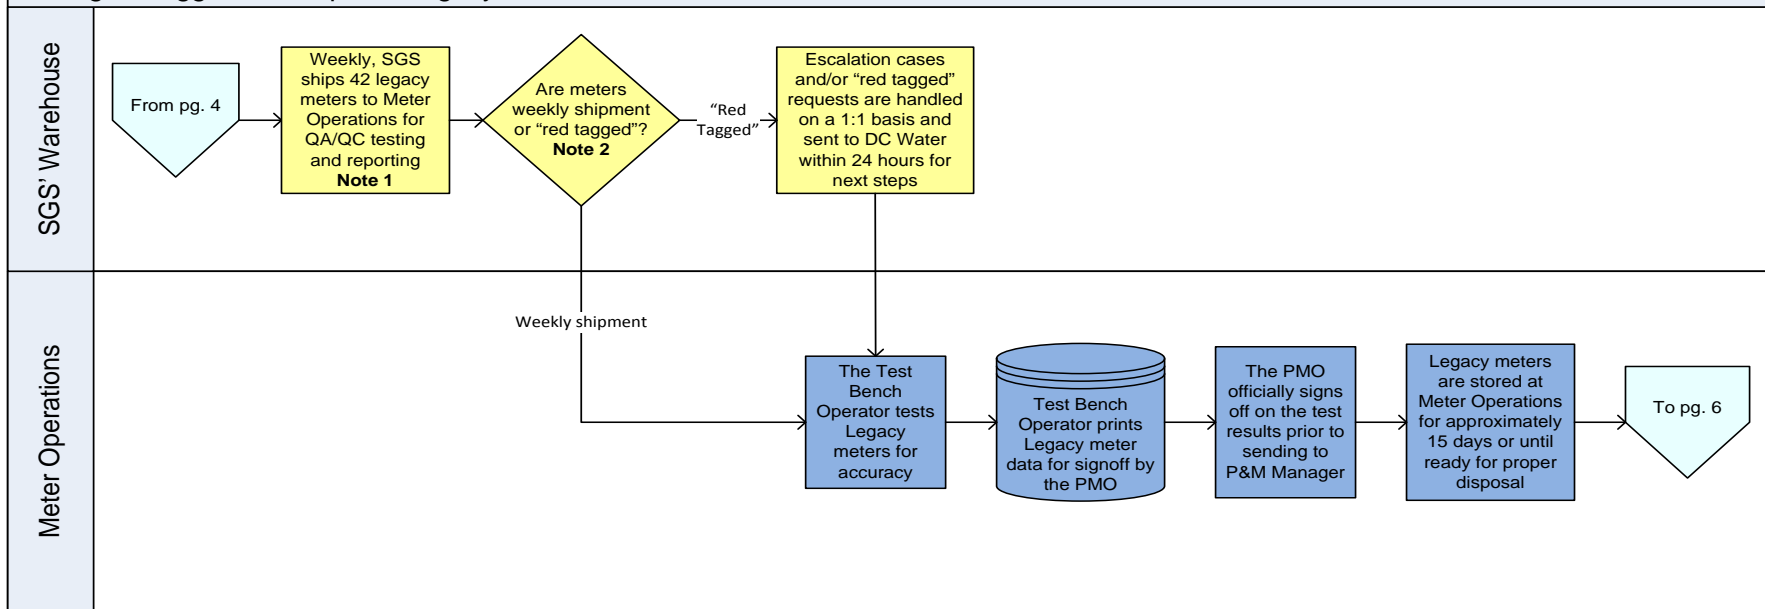 SGS’ Warehouse
From pg. 4
Weekly, SGS
ships 42 legacy
meters to Meter
Operations for
QA/QC testing
and reporting
Note 1
Are meters
weekly shipment
or “red tagged”?
Note 2
“Red
Tagged”
Escalation cases
and/or “red tagged”
requests are handled
on a 1:1 basis and
sent to DC Water
within 24 hours for
next steps
Meter Operations
Weekly shipment
The Test
Bench
Operator tests
Legacy
meters for
accuracy
Test Bench
Operator prints
Legacy meter
data for signoff by
the PMO
The PMO
officially signs
off on the test
results prior to
sending to
P&M Manager
Legacy meters
are stored at
Meter Operations
for approximately
15 days or until
ready for proper
disposal
To pg. 6